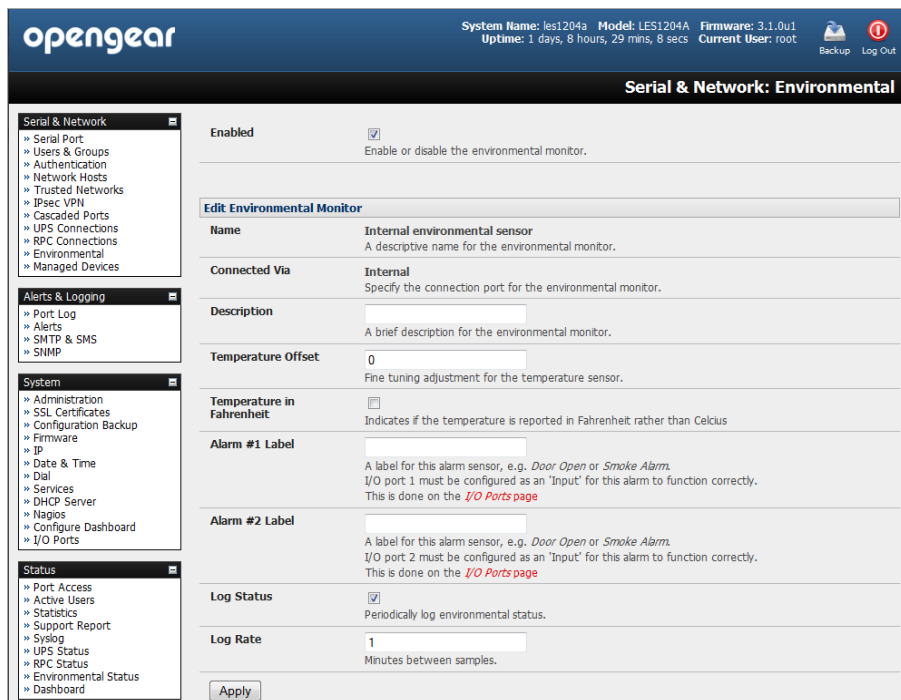 opengear
System Name: les1204a Model: LES1204A Firmware: 3.1.0u1
Uptime: 1 days, 8 hours, 29 mins, 8 secs Current User: root
Backup
Log Out
Serial & Network: Environmental
Serial & Network
» Serial Port
» Users & Groups
» Authentication
» Network Hosts
» Trusted Networks
» IPsec VPN
» Cascaded Ports
» UPS Connections
» RPC Connections
» Environmental
» Managed Devices
Alerts & Logging
» Port Log
» Alerts
» SMTP & SMS
» SNMP
System
» Administration
» SSL Certificates
» Configuration Backup
» Firmware
» IP
» Date & Time
» Dial
» Services
» DHCP Server
» Nagios
» Configure Dashboard
» I/O Ports
Status
» Port Access
» Active Users
» Statistics
» Support Report
» Syslog
» UPS Status
» RPC Status
» Environmental Status
» Dashboard
Enabled
Enable or disable the environmental monitor.
Edit Environmental Monitor
Name
Internal environmental sensor
A descriptive name for the environmental monitor.
Connected Via
Internal
Specify the connection port for the environmental monitor.
Description
A brief description for the environmental monitor.
Temperature Offset
0
Fine tuning adjustment for the temperature sensor.
Temperature in
Fahrenheit
Indicates if the temperature is reported in Fahrenheit rather than Celcius
Alarm #1 Label
A label for this alarm sensor, e.g. Door Open or Smoke Alarm.
I/O port 1 must be configured as an 'Input' for this alarm to function correctly.
This is done on the I/O Ports page
Alarm #2 Label
A label for this alarm sensor, e.g. Door Open or Smoke Alarm.
I/O port 2 must be configured as an 'Input' for this alarm to function correctly.
This is done on the I/O Ports page
Log Status
Periodically log environmental status.
Log Rate
1
Minutes between samples.
Apply